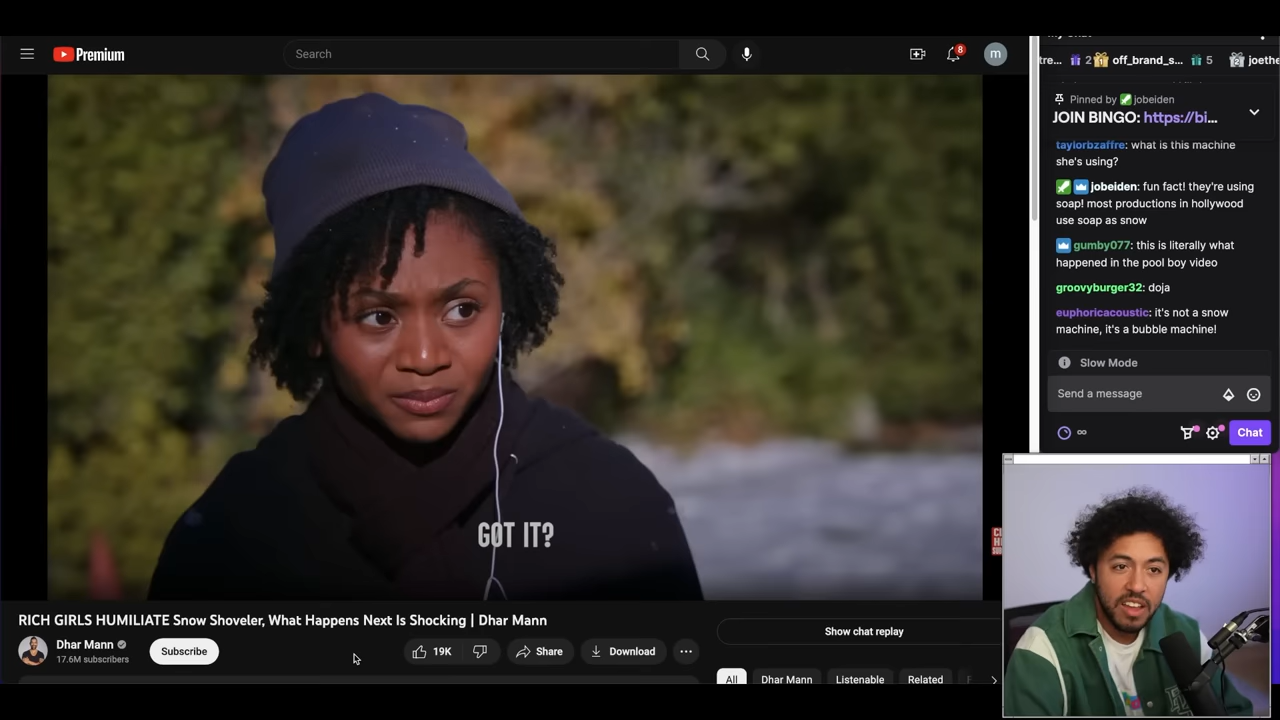 Premium
Search
8
m
tre... 2 off_brand_s... 5 joethe
Pinned by jobeiden
JOIN BINGO: https://bi...
taylorbzaffre: what is this machine
she's using?
jobeiden: fun fact! they're using
soap! most productions in hollywood
use soap as snow
gumby077: this is literally what
happened in the pool boy video
groovyburger32: doja
euphoricacoustic: it's not a snow
machine, it's a bubble machine!
Slow Mode
Send a message
∞
Chat
GOT IT?
RICH GIRLS HUMILIATE Snow Shoveler, What Happens Next Is Shocking | Dhar Mann
Dhar Mann
17.6M subscribers
Subscribe
19K
Share
Download
Show chat replay
All
Dhar Mann
Listenable
Related